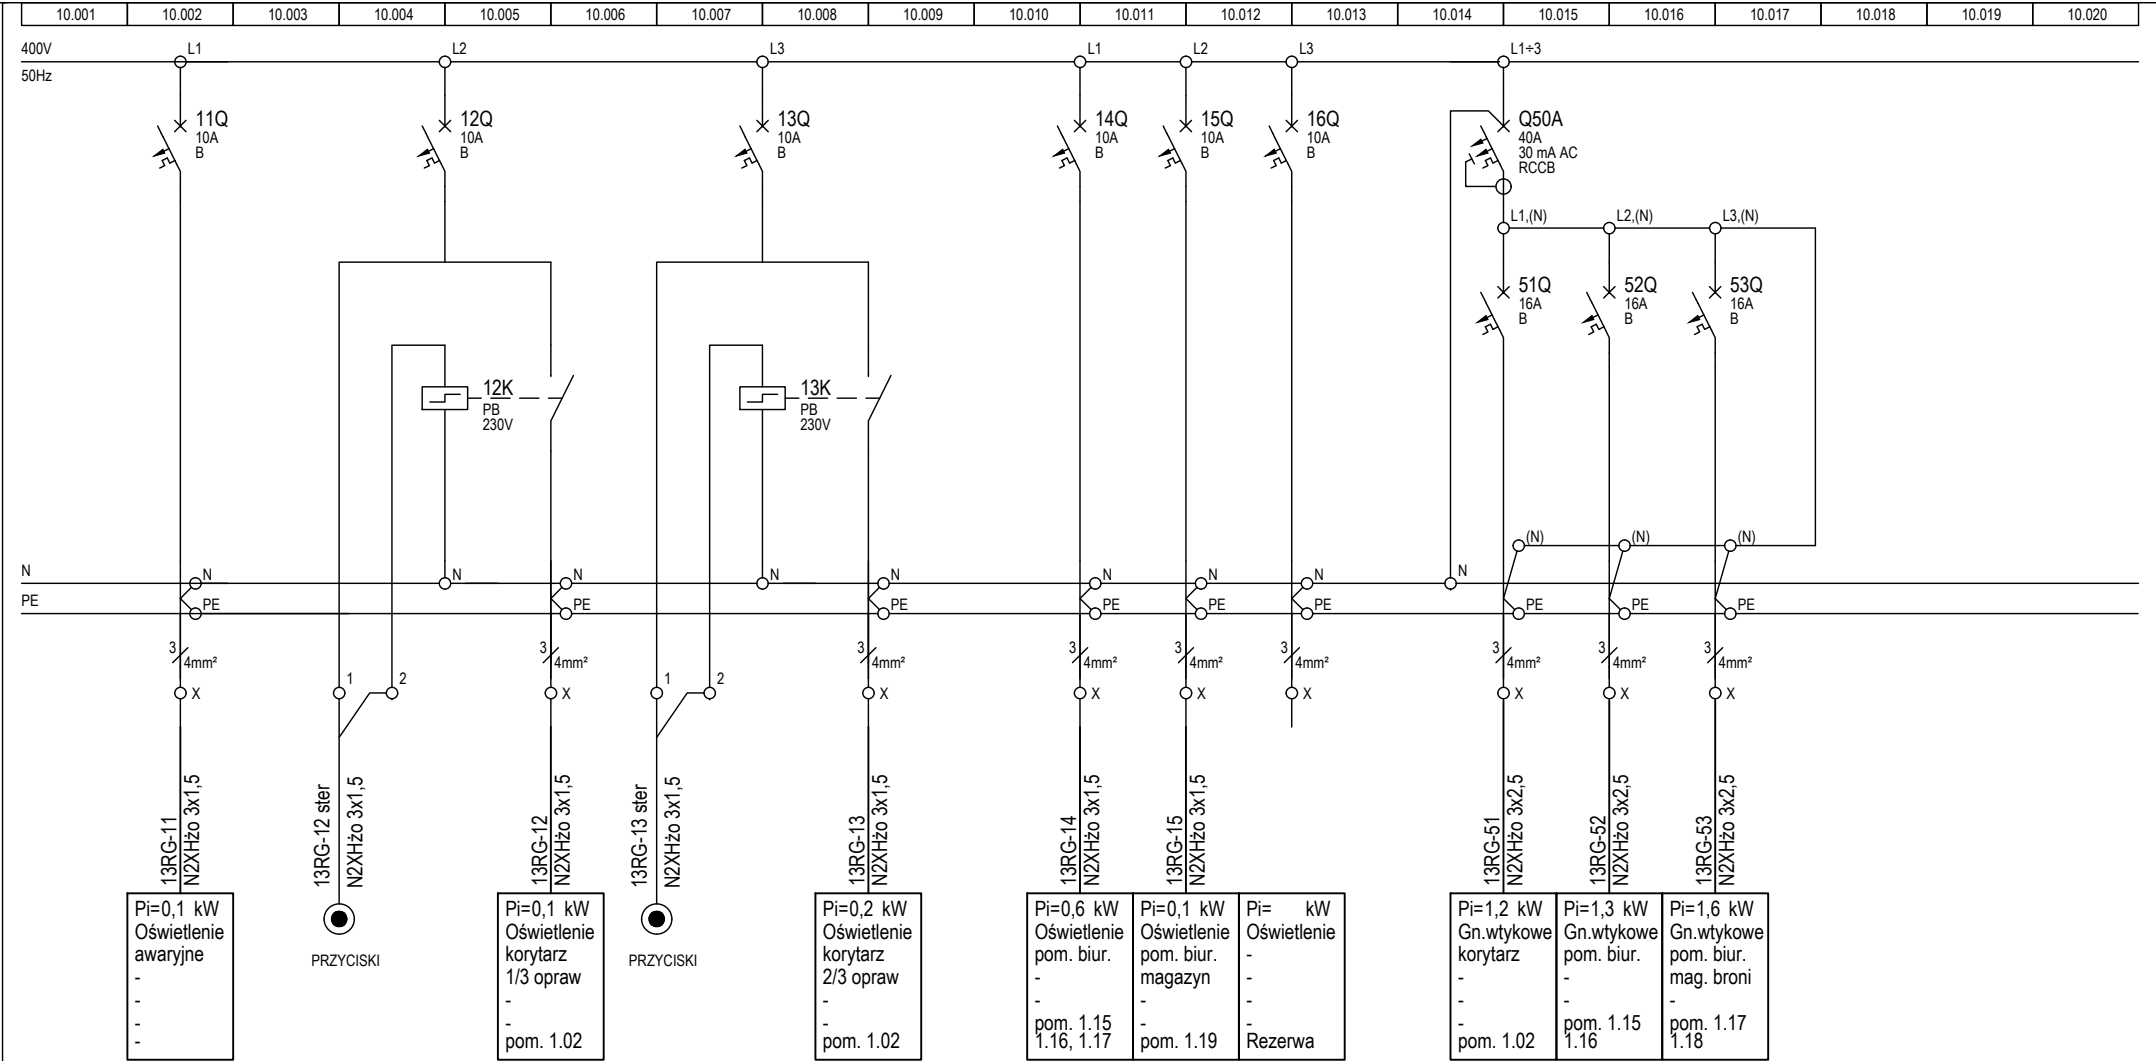 10.001 10.002 10.003 10.004 10.005 10.006 10.007 10.008 10.009 10.010 10.011 10.012 10.013 10.014 10.015 10.016 10.017 10.018 10.019 10.020
400V L1 L2 L3 L1 L2 L3 L1÷3
50Hz
11Q 12Q 13Q 14Q 15Q 16Q Q50A
10A 10A 10A 10A 10A 10A 40A
B B B B B B 30 mA AC
RCCB
L1,(N) L2,(N) L3,(N)
51Q 52Q 53Q
16A 16A 16A
B B B
12K 13K
PB PB
230V 230V
(N) (N) (N)
N N N N N N N N N N
PE PE PE PE PE PE PE PE PE PE
3 3 3 3 3 3 3 3 3
4mm² 4mm² 4mm² 4mm² 4mm² 4mm² 4mm² 4mm² 4mm²
X 1 2 X 1 2 X X X X X X X
13RG-11
N2XHżo 3x1,5
13RG-12 ster
N2XHżo 3x1,5
13RG-12
N2XHżo 3x1,5
13RG-13 ster
N2XHżo 3x1,5
13RG-13
N2XHżo 3x1,5
13RG-14
N2XHżo 3x1,5
13RG-15
N2XHżo 3x1,5
13RG-51
N2XHżo 3x2,5
13RG-52
N2XHżo 3x2,5
13RG-53
N2XHżo 3x2,5
Pi=0,1 kW
Oświetlenie
awaryjne
-
-
-
-
PRZYCISKI
Pi=0,1 kW
Oświetlenie
korytarz
1/3 opraw
-
-
pom. 1.02
PRZYCISKI
Pi=0,2 kW
Oświetlenie
korytarz
2/3 opraw
-
-
pom. 1.02
Pi=0,6 kW
Oświetlenie
pom. biur.
-
-
pom. 1.15
1.16, 1.17
Pi=0,1 kW
Oświetlenie
pom. biur.
magazyn
-
-
pom. 1.19
Pi= kW
Oświetlenie
-
-
-
-
Rezerwa
Pi=1,2 kW
Gn.wtykowe
korytarz
-
-
-
pom. 1.02
Pi=1,3 kW
Gn.wtykowe
pom. biur.
-
-
pom. 1.15
1.16
Pi=1,6 kW
Gn.wtykowe
pom. biur.
mag. broni
-
pom. 1.17
1.18